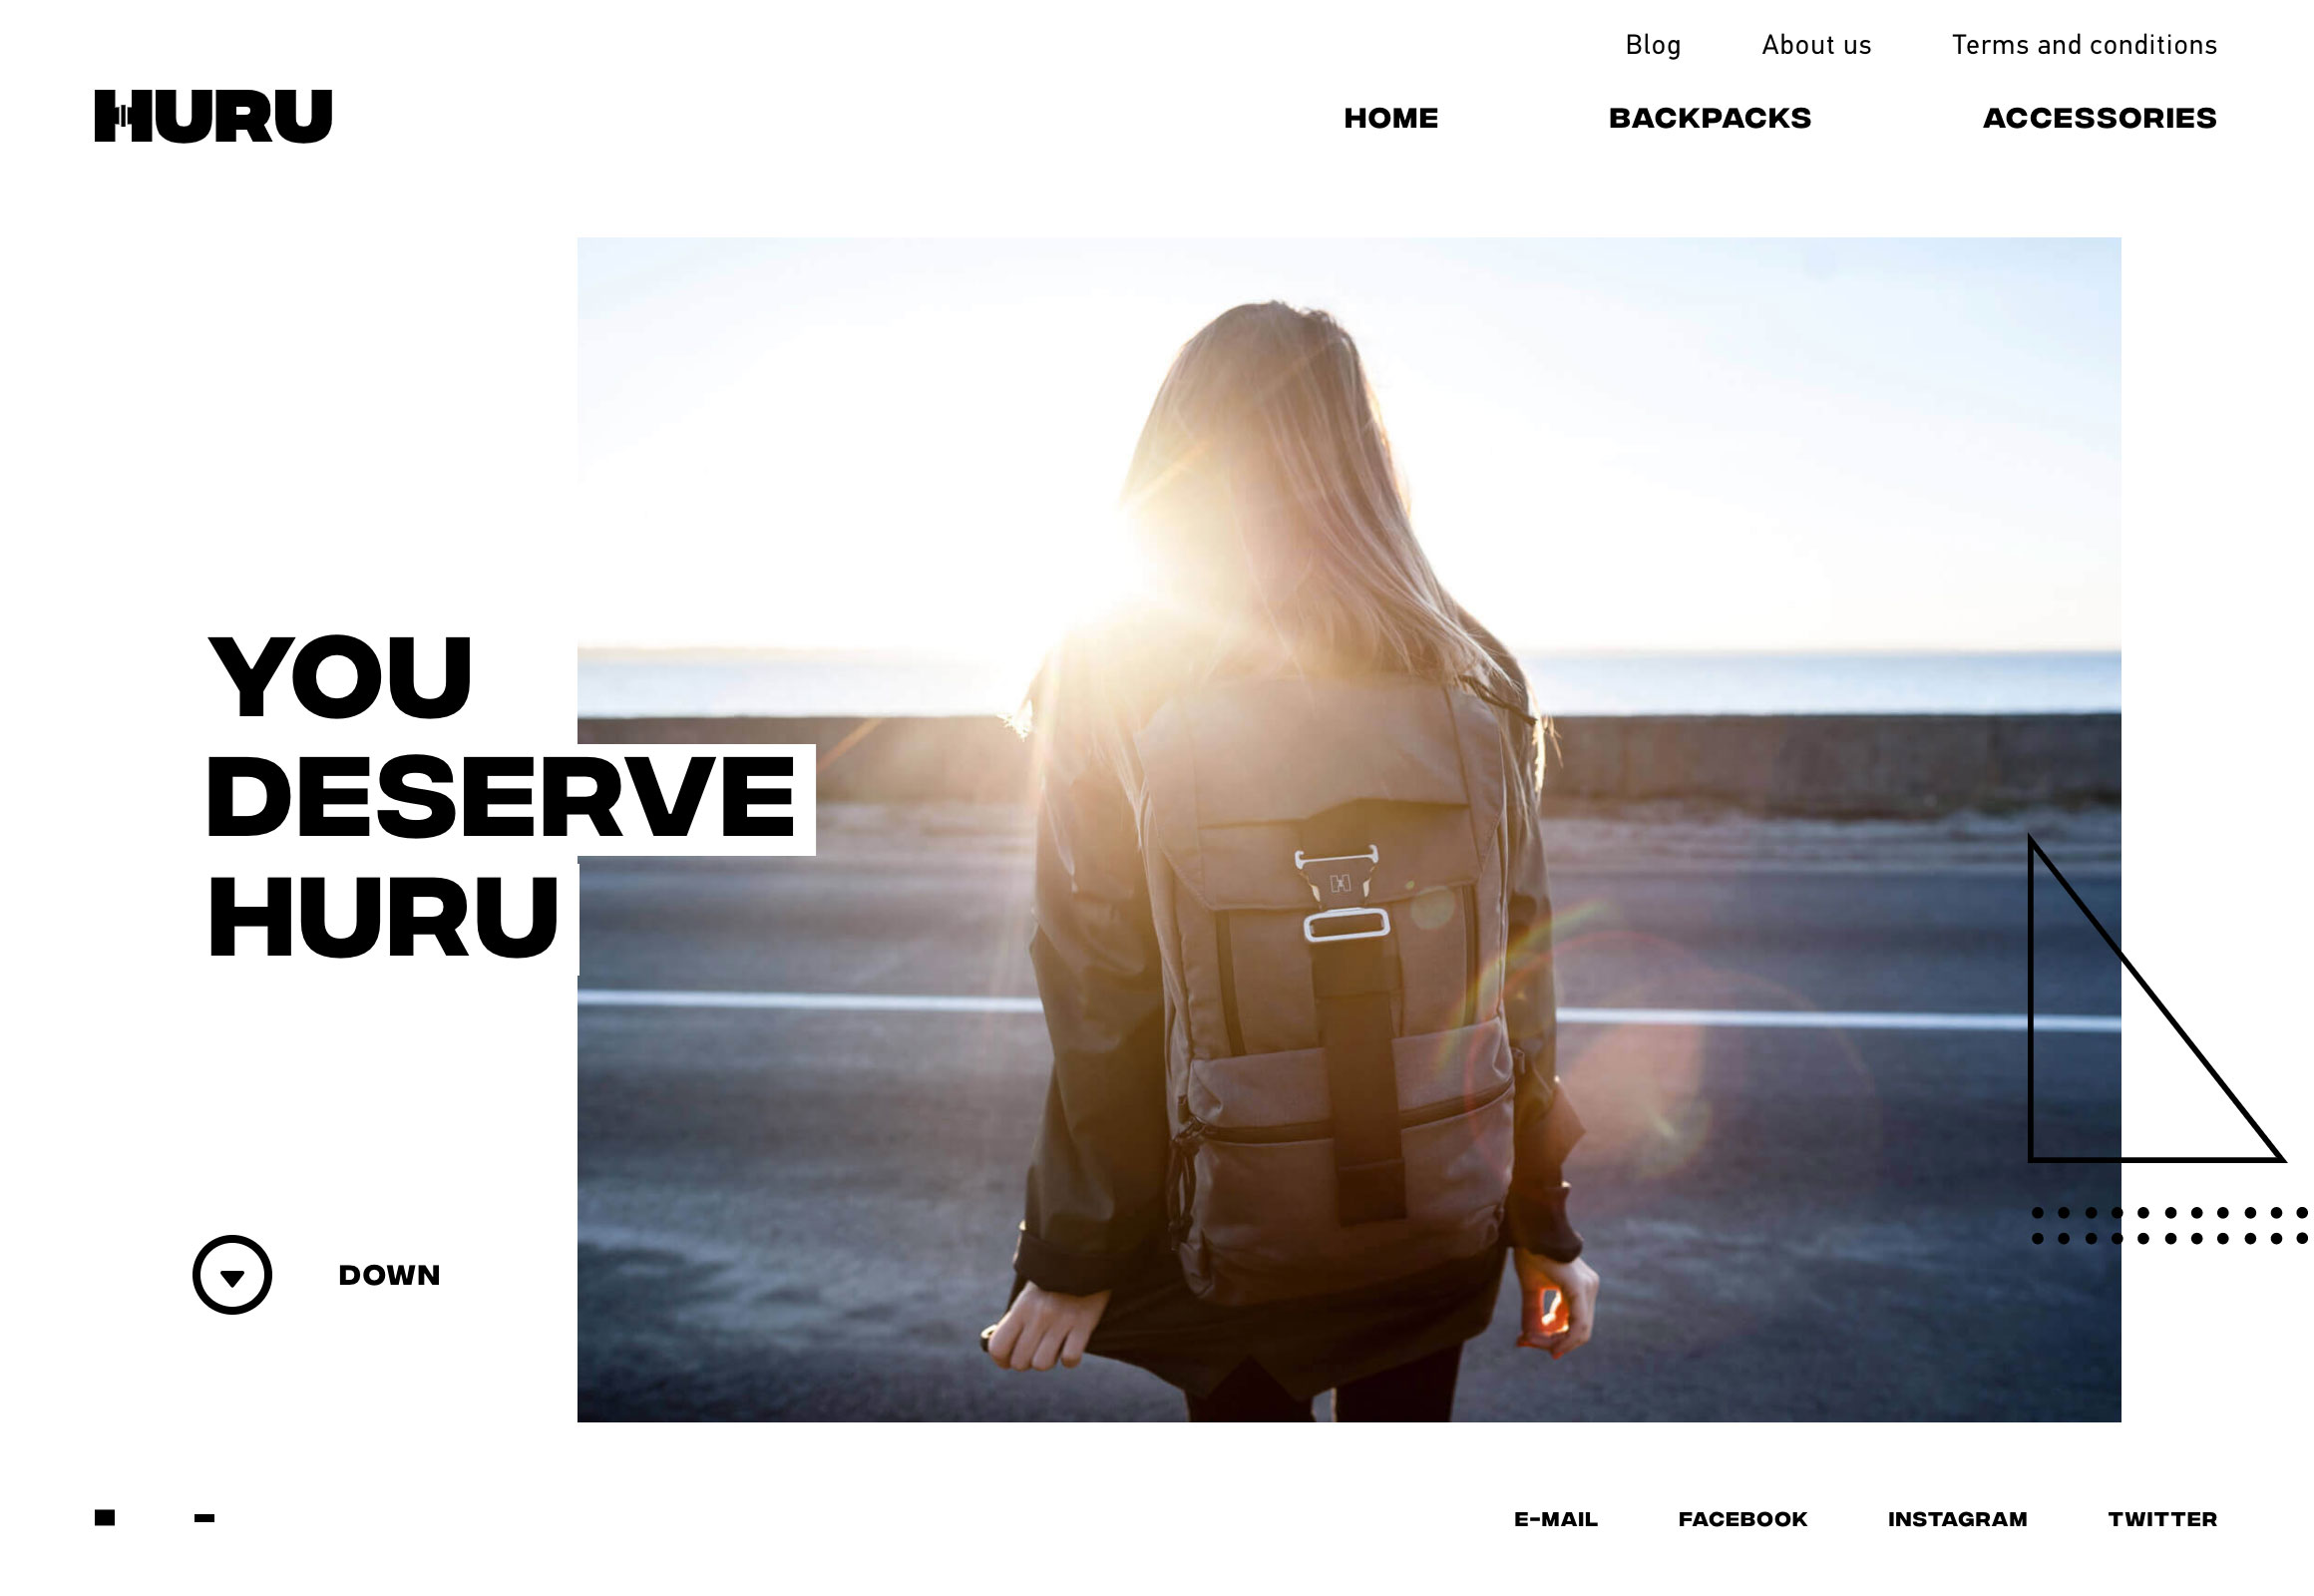 Blog About us Terms and conditions
HURU HOME BACKPACKS ACCESSORIES
YOU
DESERVE
HURU
H
DOWN
E-MAIL FACEBOOK INSTAGRAM TWITTER